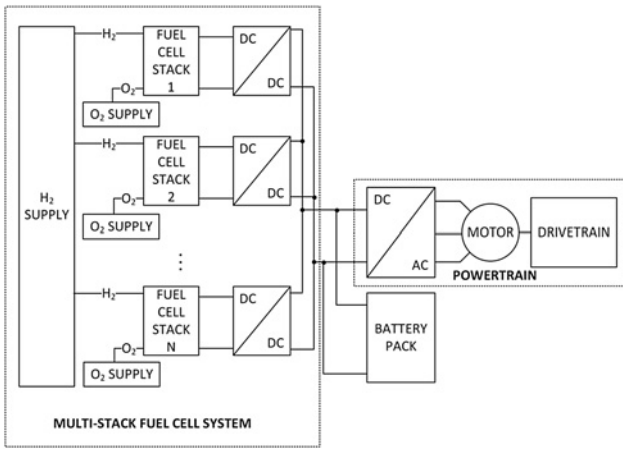 H₂
FUEL
CELL
STACK
1
DC
DC
O₂
O₂ SUPPLY
H₂
FUEL
CELL
STACK
2
DC
DC
O₂
O₂ SUPPLY
H₂
SUPPLY
⋮
H₂
FUEL
CELL
STACK
N
DC
DC
O₂
O₂ SUPPLY
MULTI-STACK FUEL CELL SYSTEM
DC
AC
MOTOR
DRIVETRAIN
POWERTRAIN
BATTERY
PACK